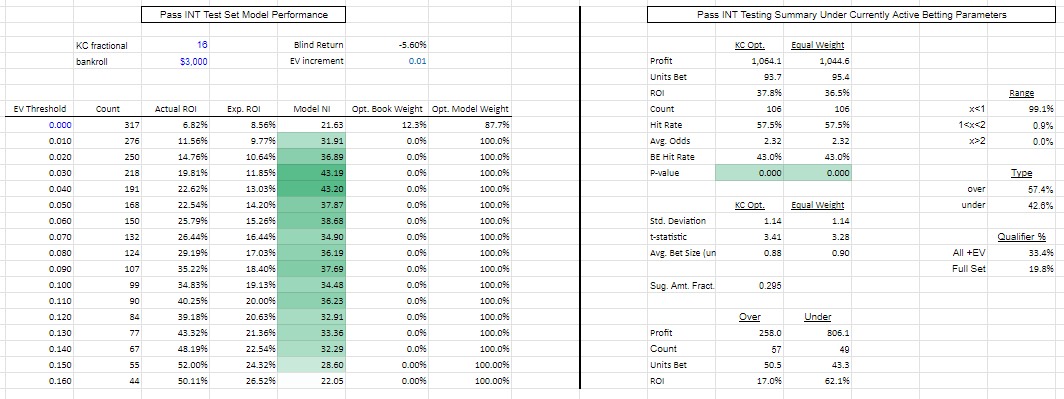 Pass INT Test Set Model Performance
KC fractional 16 Blind Return -5.60%
bankroll $3,000 EV increment 0.01
EV Threshold Count Actual ROI Exp. ROI Model NI Opt. Book Weight Opt. Model Weight
0.000 317 6.82% 8.56% 21.63 12.3% 87.7%
0.010 276 11.56% 9.77% 31.91 0.0% 100.0%
0.020 250 14.76% 10.64% 36.89 0.0% 100.0%
0.030 218 19.81% 11.85% 43.19 0.0% 100.0%
0.040 191 22.62% 13.03% 43.20 0.0% 100.0%
0.050 168 22.54% 14.20% 37.87 0.0% 100.0%
0.060 150 25.79% 15.26% 38.68 0.0% 100.0%
0.070 132 26.44% 16.44% 34.90 0.0% 100.0%
0.080 124 29.19% 17.03% 36.19 0.0% 100.0%
0.090 107 35.22% 18.40% 37.69 0.0% 100.0%
0.100 99 34.83% 19.13% 34.48 0.0% 100.0%
0.110 90 40.25% 20.00% 36.23 0.0% 100.0%
0.120 84 39.18% 20.63% 32.91 0.0% 100.0%
0.130 77 43.32% 21.36% 33.36 0.0% 100.0%
0.140 67 48.19% 22.54% 32.29 0.0% 100.0%
0.150 55 52.00% 24.32% 28.60 0.00% 100.00%
0.160 44 50.11% 26.52% 22.05 0.00% 100.00%
Pass INT Testing Summary Under Currently Active Betting Parameters
KC Opt. Equal Weight
Profit 1,064.1 1,044.6
Units Bet 93.7 95.4
ROI 37.8% 36.5% Range
Count 106 106 x<1 99.1%
Hit Rate 57.5% 57.5% 1<x<2 0.9%
Avg. Odds 2.32 2.32 x>2 0.0%
BE Hit Rate 43.0% 43.0%
P-value 0.000 0.000 Type
over 57.4%
KC Opt. Equal Weight under 42.6%
Std. Deviation 1.14 1.14
t-statistic 3.41 3.28 Qualifier %
Avg. Bet Size (un 0.88 0.90 All +EV 33.4%
Full Set 19.8%
Sug. Amt. Fract. 0.295
Over Under
Profit 258.0 806.1
Count 57 49
Units Bet 50.5 43.3
ROI 17.0% 62.1%